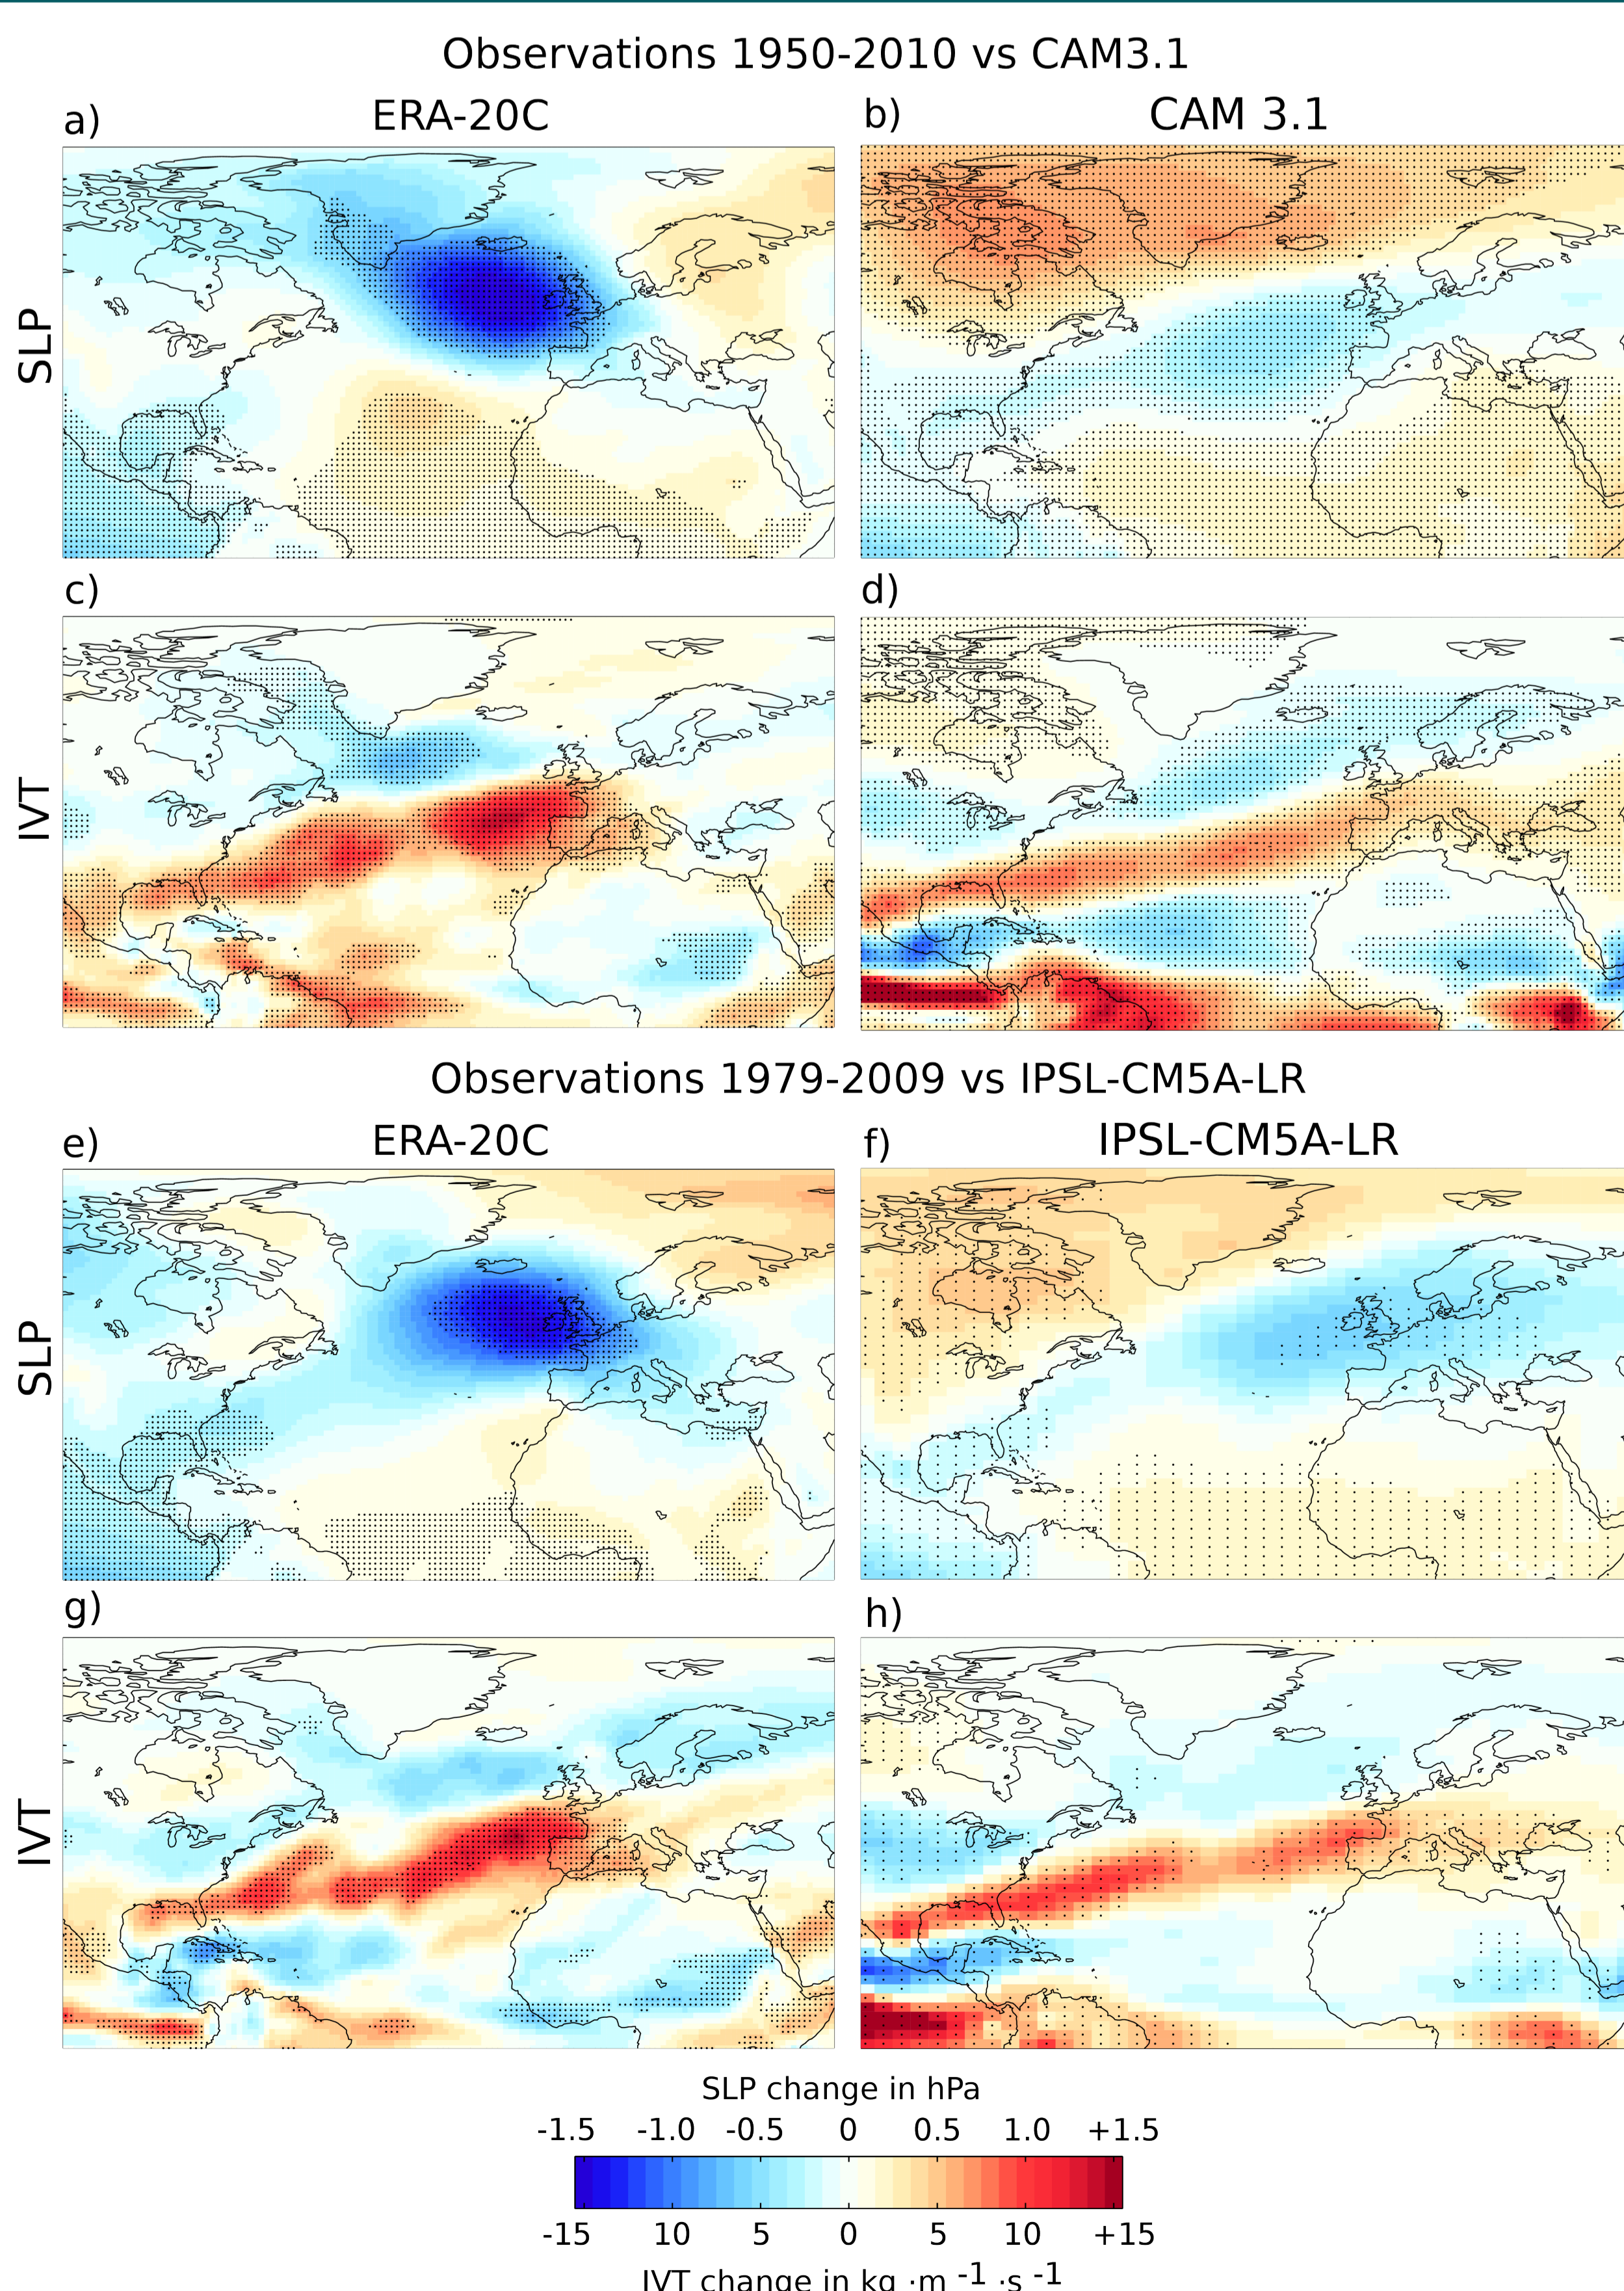 Observations 1950-2010 vs CAM3.1
a) ERA-20C b) CAM 3.1
SLP
c) d)
IVT
Observations 1979-2009 vs IPSL-CM5A-LR
e) ERA-20C f) IPSL-CM5A-LR
SLP
g) h)
IVT
SLP change in hPa
-1.5 -1.0 -0.5 0 0.5 1.0 +1.5
-15 10 5 0 5 10 +15
IVT change in kg ·m -1 ·s -1